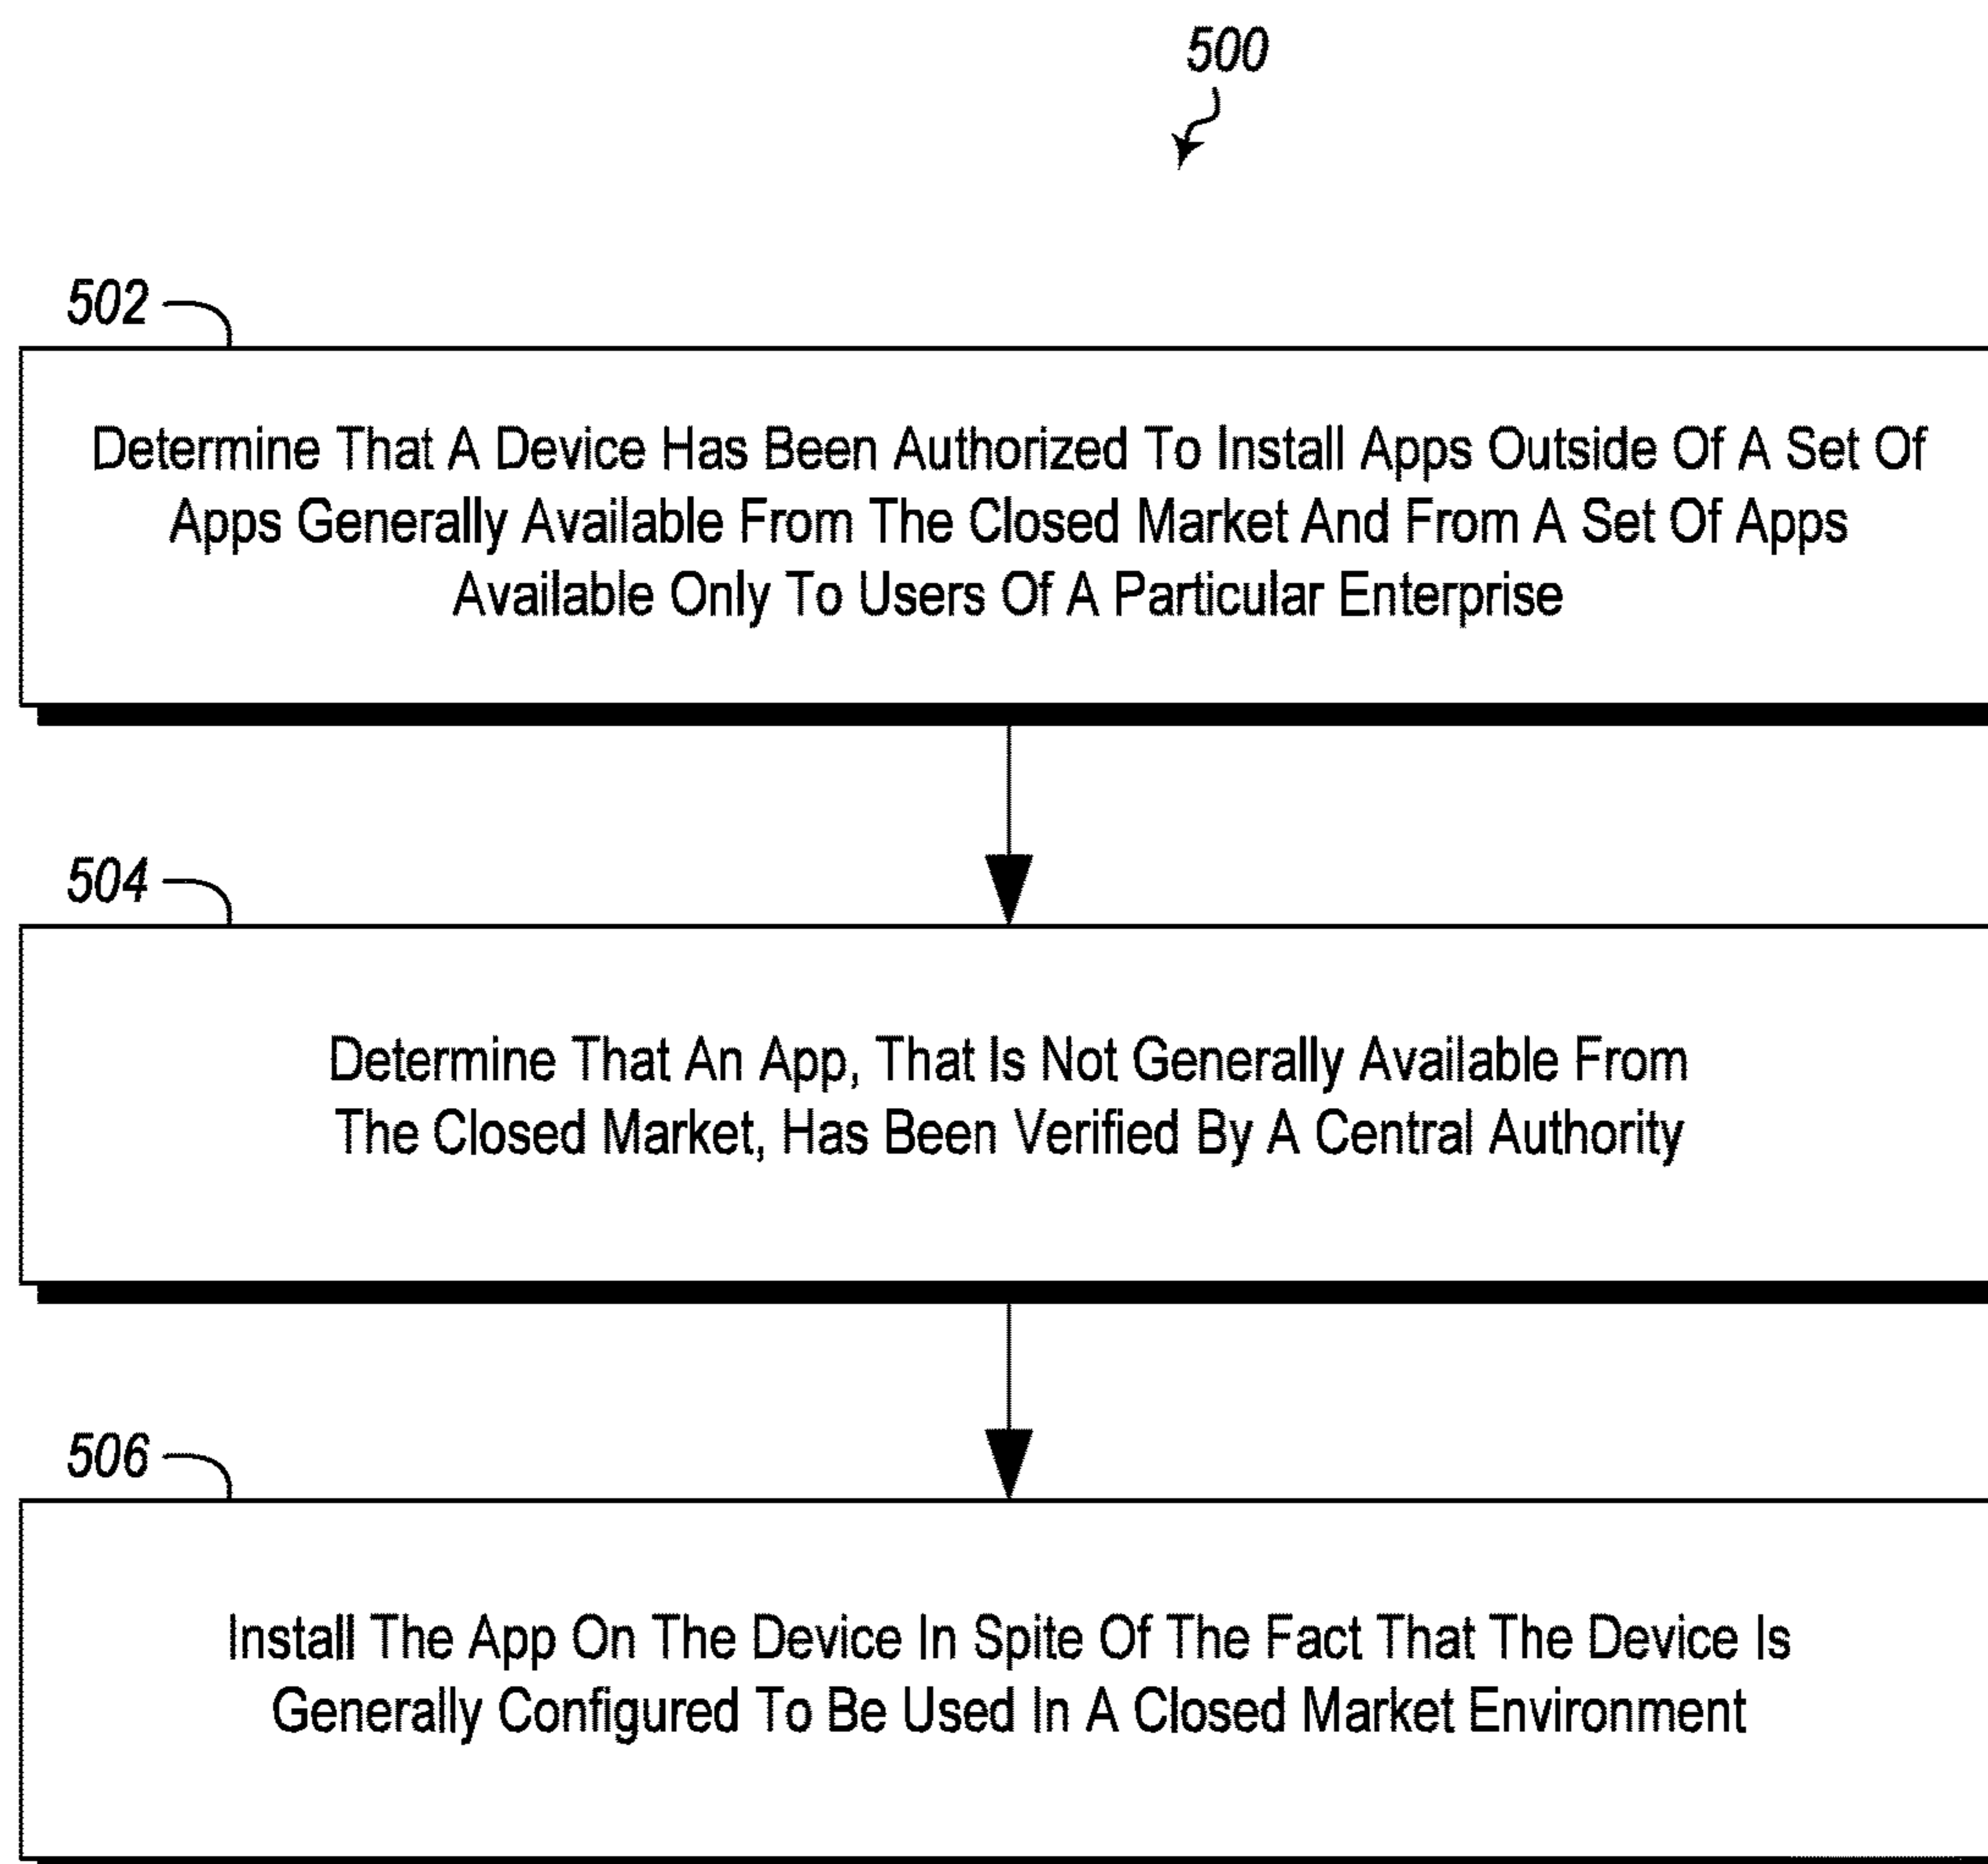 500
502
Determine That A Device Has Been Authorized To Install Apps Outside Of A Set Of
Apps Generally Available From The Closed Market And From A Set Of Apps
Available Only To Users Of A Particular Enterprise
504
Determine That An App, That Is Not Generally Available From
The Closed Market, Has Been Verified By A Central Authority
506
Install The App On The Device In Spite Of The Fact That The Device Is
Generally Configured To Be Used In A Closed Market Environment